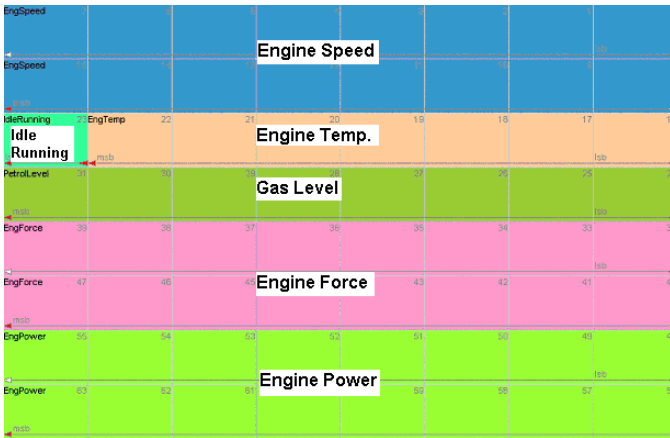 EngSpeed
Engine Speed
lsb
EngSpeed
msb
IdleRunning 23 EngTemp 22 21 20 19 18 17
Idle
Running
Engine Temp.
msb lsb
PetrolLevel 31 30 29 28 27 26 25
Gas Level
msb lsb
EngForce 39 38 37 36 35 34 33
lsb
EngForce 47 46 45 43 42 41
Engine Force
msb
EngPower 55 54 53 52 51 50 49
lsb
Engine Power
EngPower 63 62 61 59 58 57
msb